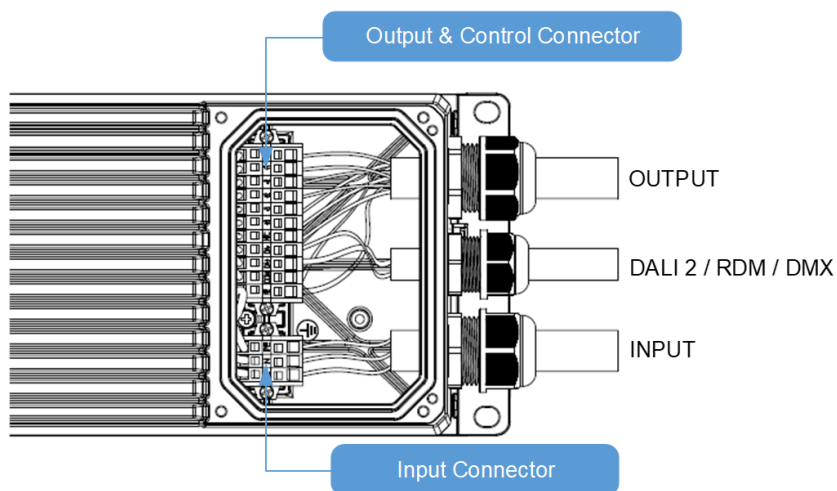 Output & Control Connector
OUTPUT
DALI 2 / RDM / DMX
INPUT
Input Connector